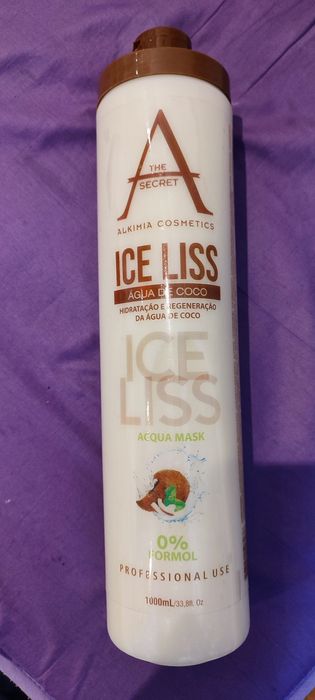 THE
A
SECRET
ALKIMIA COSMETICS
ICE LISS
ÁGUA DE COCO
HIDRATAÇÃO E REGENERAÇÃO
DA ÁGUA DE COCO
ICE
LISS
ACQUA MASK
0%
FORMOL
PROFESSIONAL USE
1000mL/33,8fl. Oz